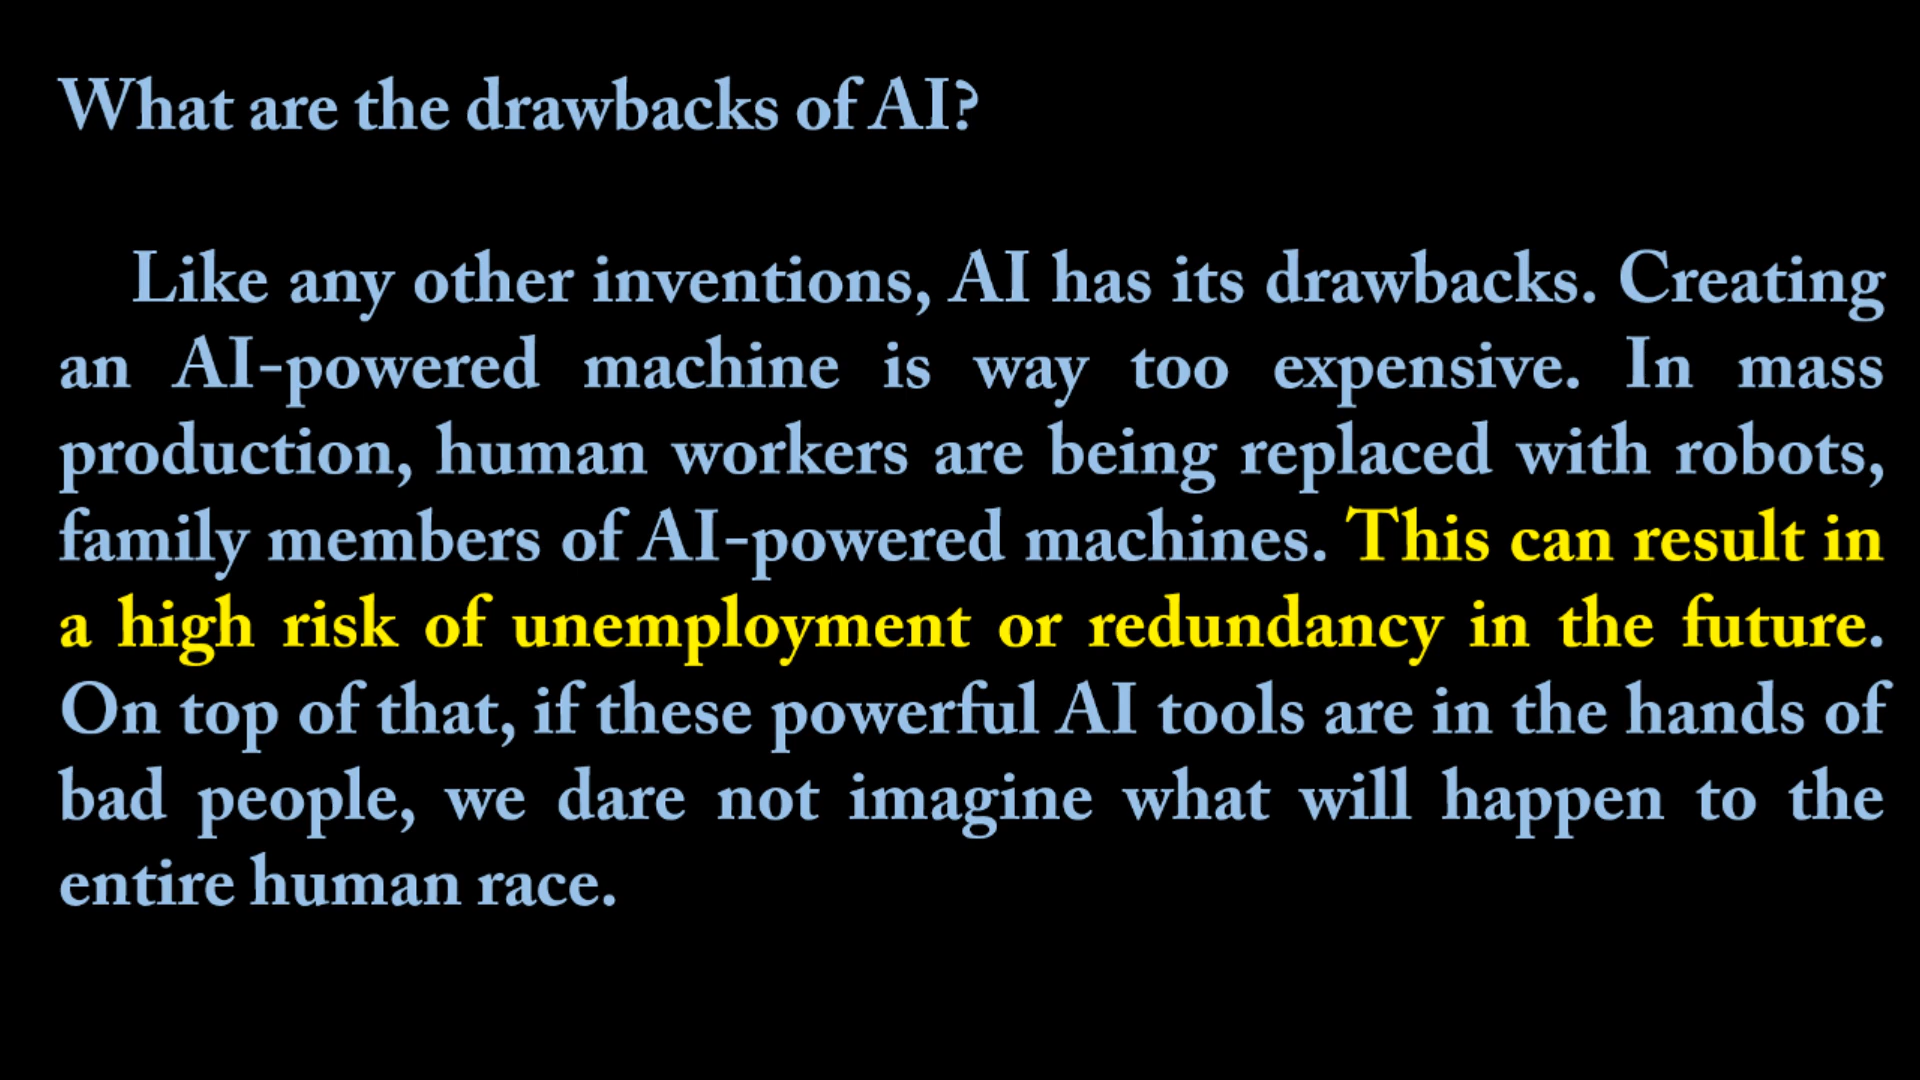 What are the drawbacks of AI?
Like any other inventions, AI has its drawbacks. Creating
an AI-powered machine is way too expensive. In mass
production, human workers are being replaced with robots,
family members of AI-powered machines. This can result in
a high risk of unemployment or redundancy in the future.
On top of that, if these powerful AI tools are in the hands of
bad people, we dare not imagine what will happen to the
entire human race.